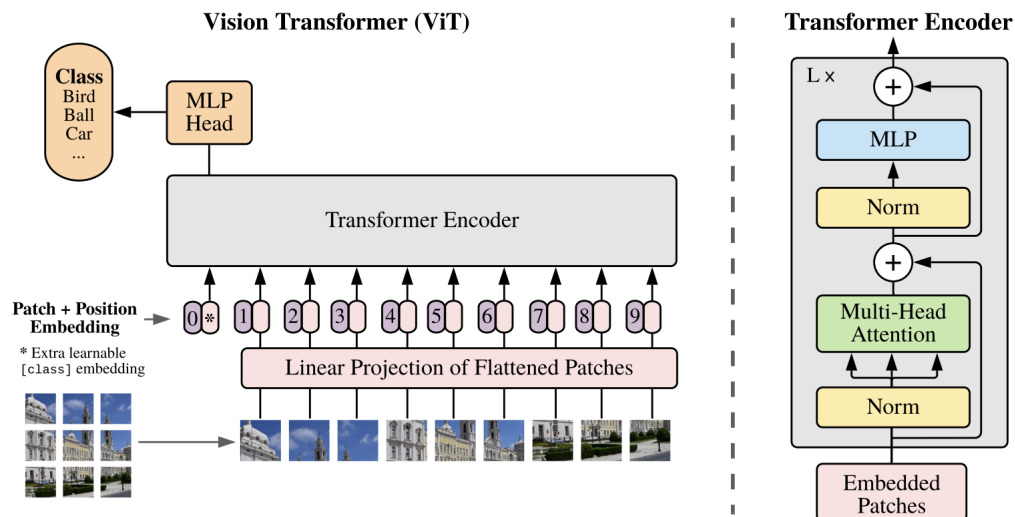 Vision Transformer (ViT)
Class
Bird
Ball
Car
...
MLP
Head
Transformer Encoder
Patch + Position
Embedding
0 * 1 2 3 4 5 6 7 8 9
* Extra learnable
[class] embedding
Linear Projection of Flattened Patches
Transformer Encoder
L ×
+
MLP
Norm
+
Multi-Head
Attention
Norm
Embedded
Patches